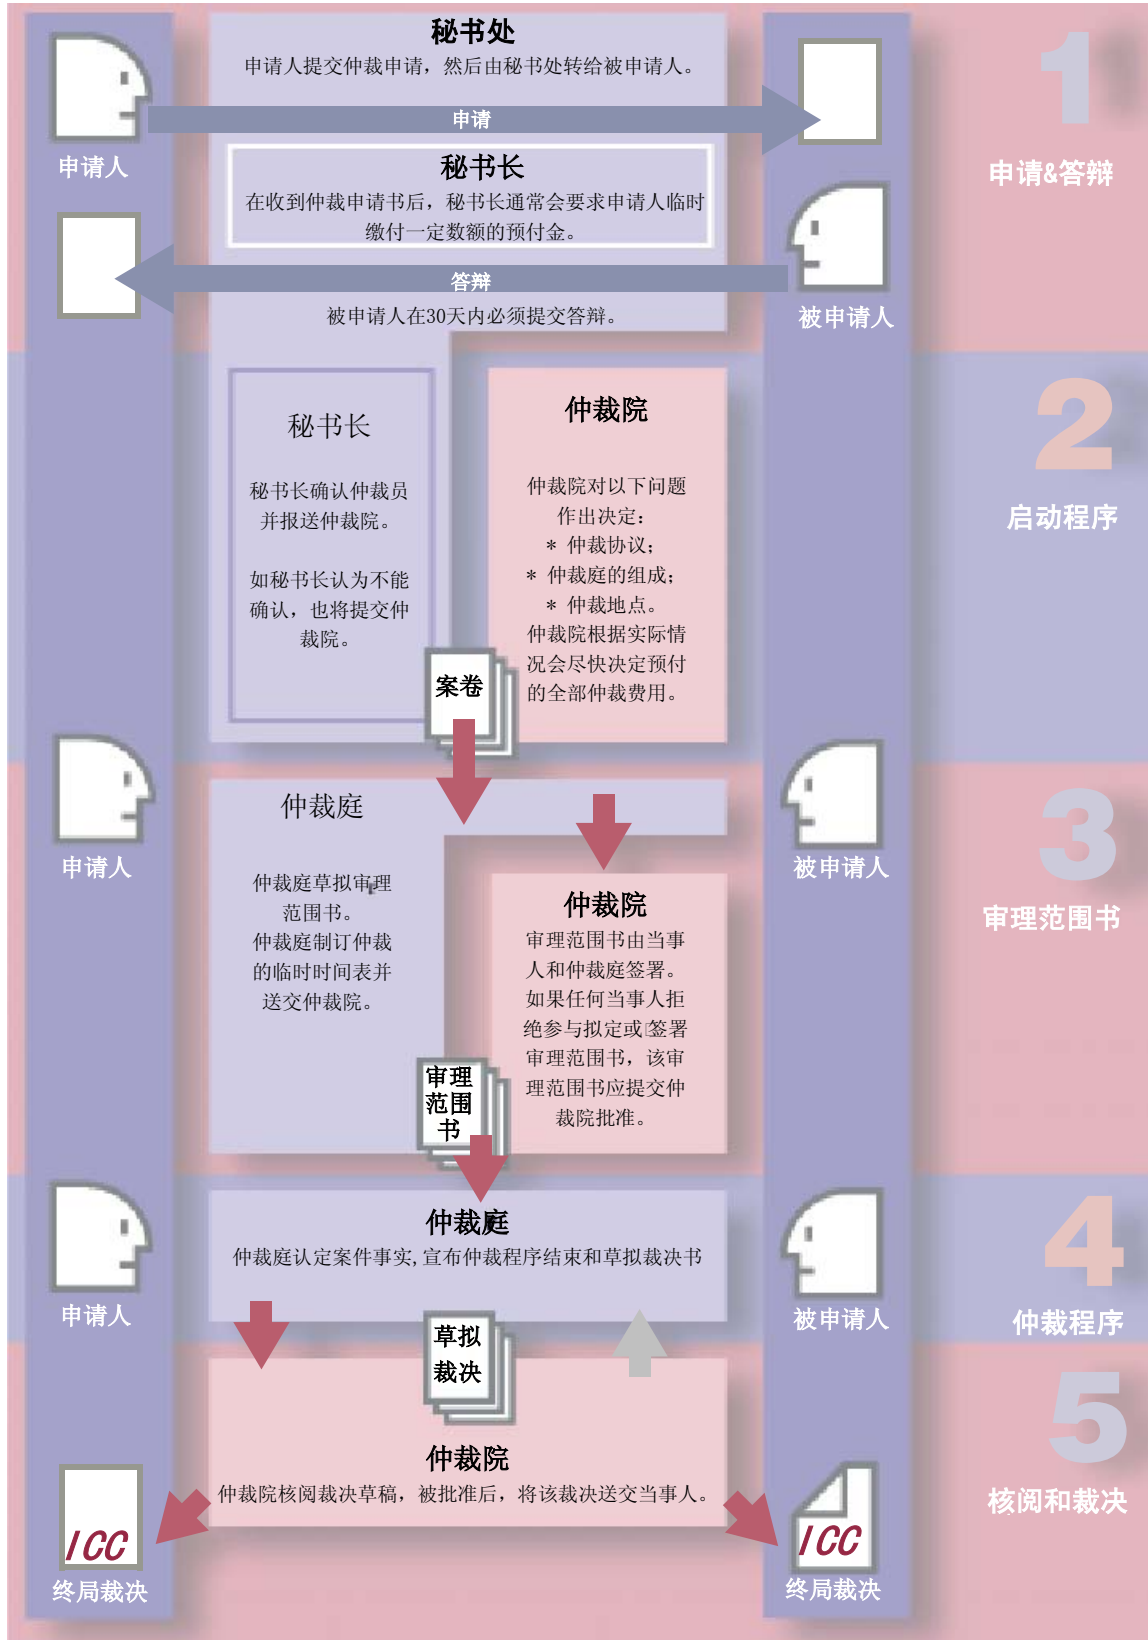 秘书处
申请人提交仲裁申请，然后由秘书处转给被申请人。
1
申请
申请人
申请&答辩
秘书长
在收到仲裁申请书后，秘书长通常会要求申请人临时
缴付一定数额的预付金。
答辩
被申请人在30天内必须提交答辩。
被申请人
2
启动程序
秘书长
秘书长确认仲裁员
并报送仲裁院。
如秘书长认为不能
确认，也将提交仲
裁院。
仲裁院
仲裁院对以下问题
作出决定：
* 仲裁协议；
* 仲裁庭的组成；
* 仲裁地点。
仲裁院根据实际情
况会尽快决定预付
的全部仲裁费用。
案卷
3
审理范围书
申请人
被申请人
仲裁庭
仲裁庭草拟审理
范围书。
仲裁庭制订仲裁
的临时时间表并
送交仲裁院。
仲裁院
审理范围书由当事
人和仲裁庭签署。
如果任何当事人拒
绝参与拟定或签署
审理范围书，该审
理范围书应提交仲
裁院批准。
审理
范围
书
4
仲裁程序
仲裁庭
仲裁庭认定案件事实,宣布仲裁程序结束和草拟裁决书
申请人
被申请人
草拟
裁决
5
核阅和裁决
仲裁院
仲裁院核阅裁决草稿，被批准后，将该裁决送交当事人。
ICC
终局裁决
ICC
终局裁决